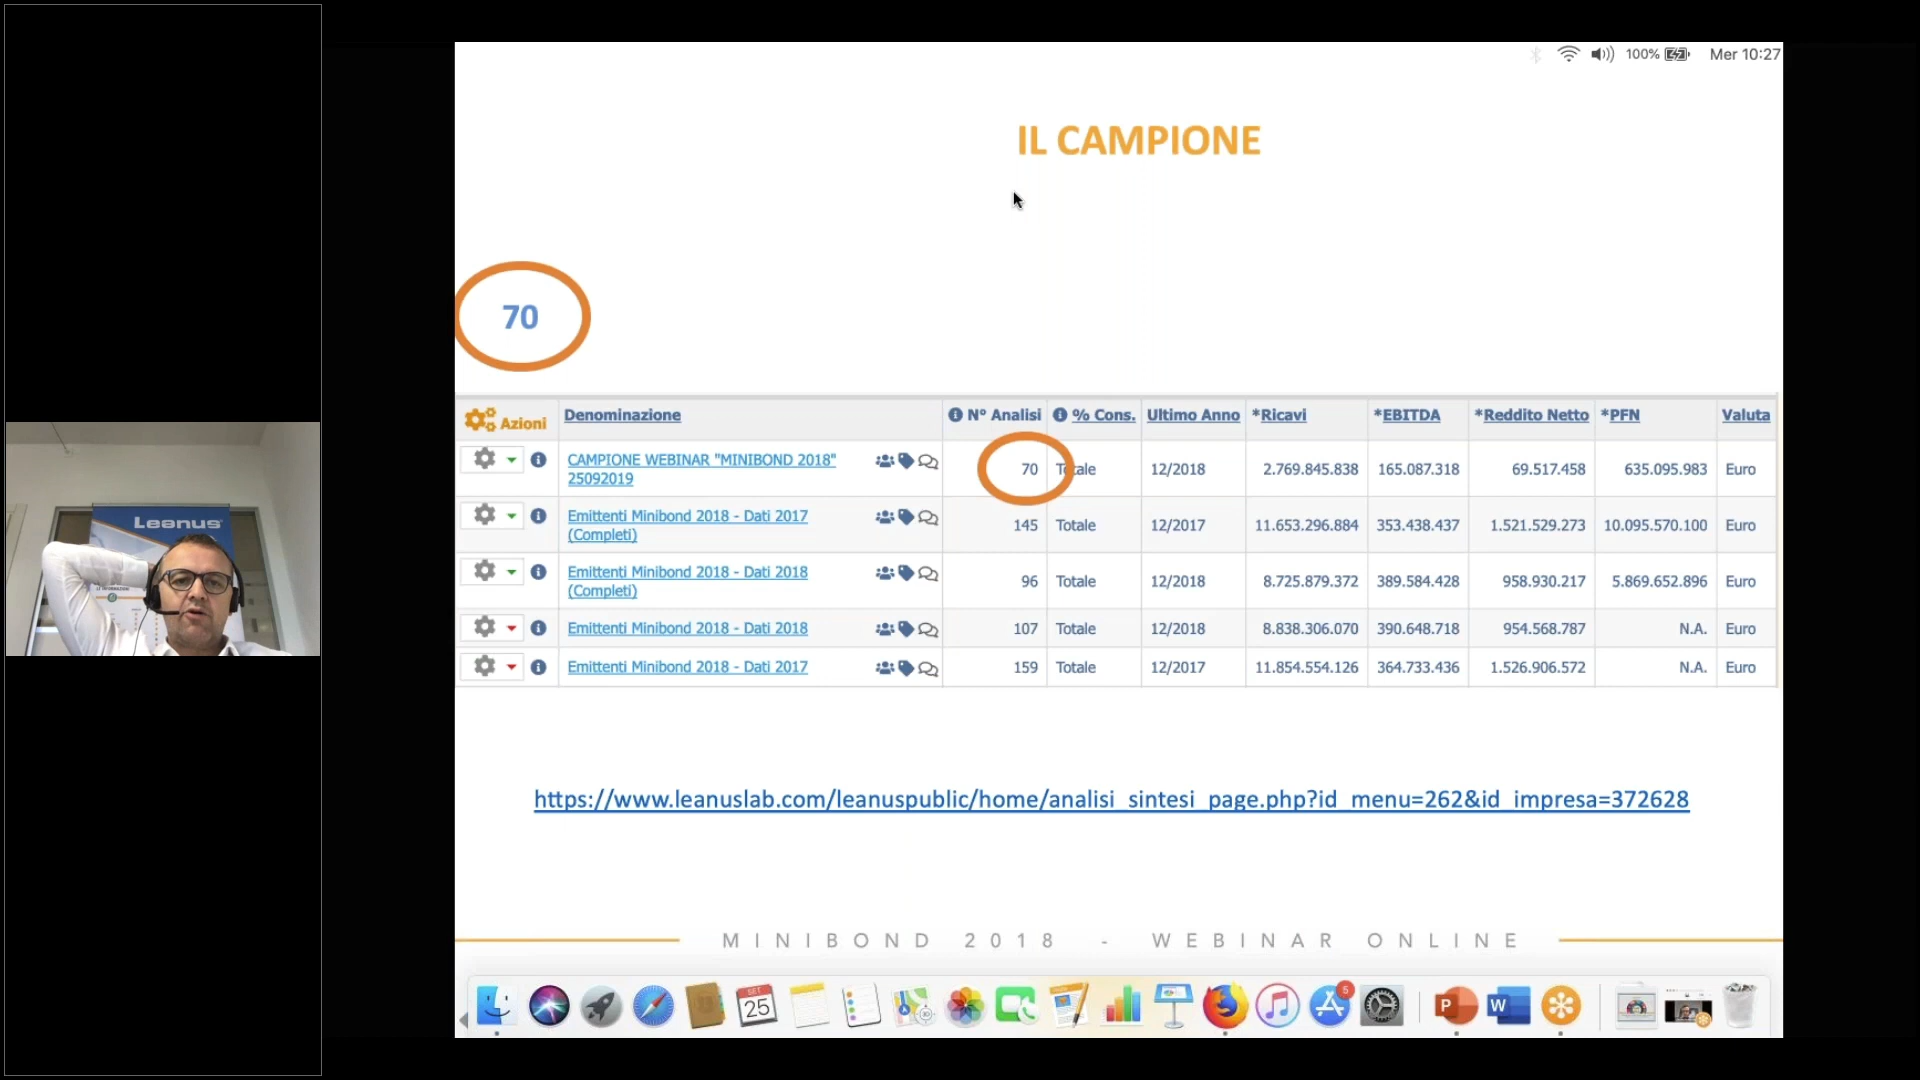 100% Mer 10:27
IL CAMPIONE
70
Azioni Denominazione N° Analisi % Cons. Ultimo Anno *Ricavi *EBITDA *Reddito Netto *PFN Valuta
CAMPIONE WEBINAR "MINIBOND 2018"
25092019
70 Totale 12/2018 2.769.845.838 165.087.318 69.517.458 635.095.983 Euro
Emittenti Minibond 2018 - Dati 2017
(Completi)
145 Totale 12/2017 11.653.296.884 353.438.437 1.521.529.273 10.095.570.100 Euro
Emittenti Minibond 2018 - Dati 2018
(Completi)
96 Totale 12/2018 8.725.879.372 389.584.428 958.930.217 5.869.652.896 Euro
Emittenti Minibond 2018 - Dati 2018 107 Totale 12/2018 8.838.306.070 390.648.718 954.568.787 N.A. Euro
Emittenti Minibond 2018 - Dati 2017 159 Totale 12/2017 11.854.554.126 364.733.436 1.526.906.572 N.A. Euro
Leanus
https://www.leanuslab.com/leanuspublic/home/analisi_sintesi_page.php?id_menu=262&id_impresa=372628
MINIBOND 2018 - WEBINAR ONLINE
SET
25
5
P
W